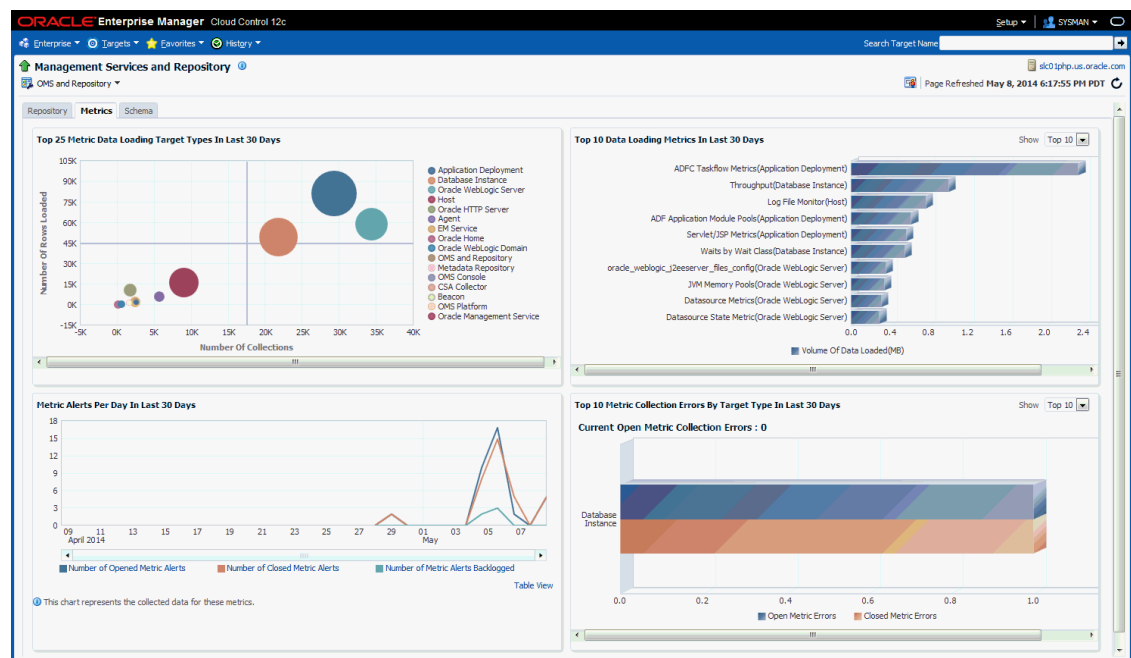 ORACLE Enterprise Manager Cloud Control 12c
Setup SYSMAN
Enterprise Targets Favorites History Search Target Name
Management Services and Repository slc01php.us.oracle.com
OMS and Repository Page Refreshed May 8, 2014 6:17:55 PM PDT
Repository Metrics Schema
Top 25 Metric Data Loading Target Types In Last 30 Days
Number Of Rows Loaded
105K
90K
75K
60K
45K
30K
15K
0K
-15K
-5K 0K 5K 10K 15K 20K 25K 30K 35K 40K
Number Of Collections
Application Deployment
Database Instance
Oracle WebLogic Server
Host
Oracle HTTP Server
Agent
EM Service
Oracle Home
Oracle WebLogic Domain
OMS and Repository
Metadata Repository
OMS Console
CSA Collector
Beacon
OMS Platform
Oracle Management Service
Top 10 Data Loading Metrics In Last 30 Days
Show Top 10
ADFC Taskflow Metrics(Application Deployment)
Throughput(Database Instance)
Log File Monitor(Host)
ADF Application Module Pools(Application Deployment)
Servlet/JSP Metrics(Application Deployment)
Waits by Wait Class(Database Instance)
oracle_weblogic_j2eeserver_files_config(Oracle WebLogic Server)
JVM Memory Pools(Oracle WebLogic Server)
Datasource Metrics(Oracle WebLogic Server)
Datasource State Metric(Oracle WebLogic Server)
0.0 0.4 0.8 1.2 1.6 2.0 2.4
Volume Of Data Loaded(MB)
Metric Alerts Per Day In Last 30 Days
18
15
12
9
6
3
0
09 11 13 15 17 19 21 23 25 27 29 01 03 05 07
April 2014 May
Number of Opened Metric Alerts Number of Closed Metric Alerts Number of Metric Alerts Backlogged
Table View
This chart represents the collected data for these metrics.
Top 10 Metric Collection Errors By Target Type In Last 30 Days
Show Top 10
Current Open Metric Collection Errors : 0
Database
Instance
0.0 0.2 0.4 0.6 0.8 1.0
Open Metric Errors Closed Metric Errors